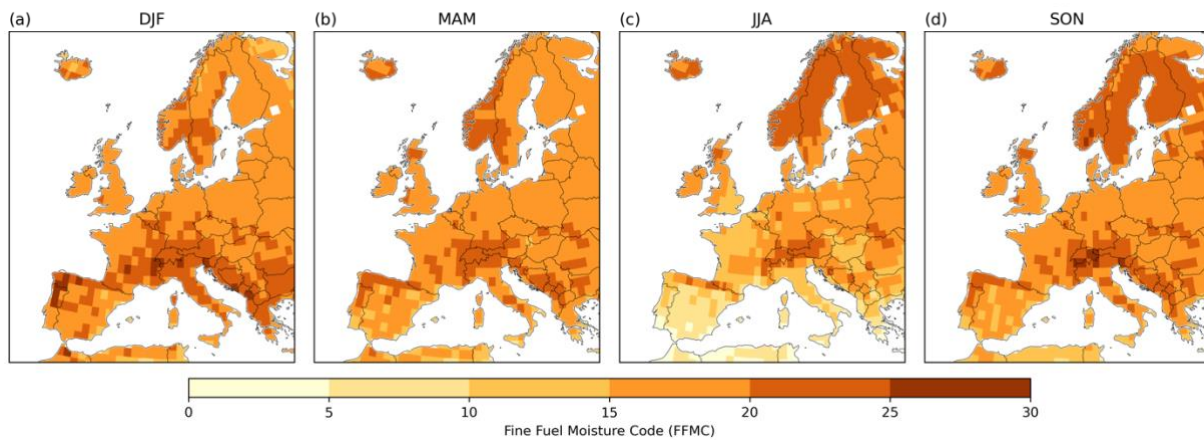 (a) DJF
(b) MAM
(c) JJA
(d) SON
0 5 10 15 20 25 30
Fine Fuel Moisture Code (FFMC)